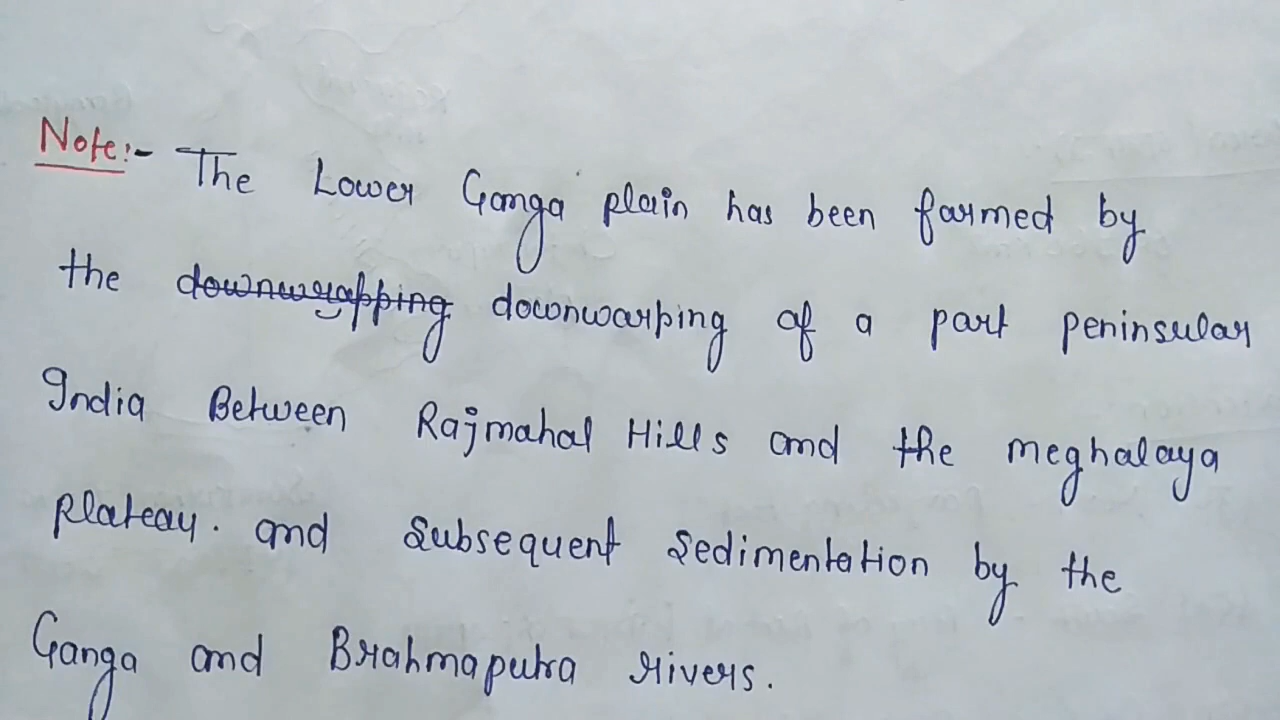 Note:- The Lower Ganga plain has been formed by
the downwrapping downwarping of a part peninsular
India Between Rajmahal Hills and the meghalaya
plateau. and subsequent sedimentation by the
Ganga and Brahmaputra rivers.